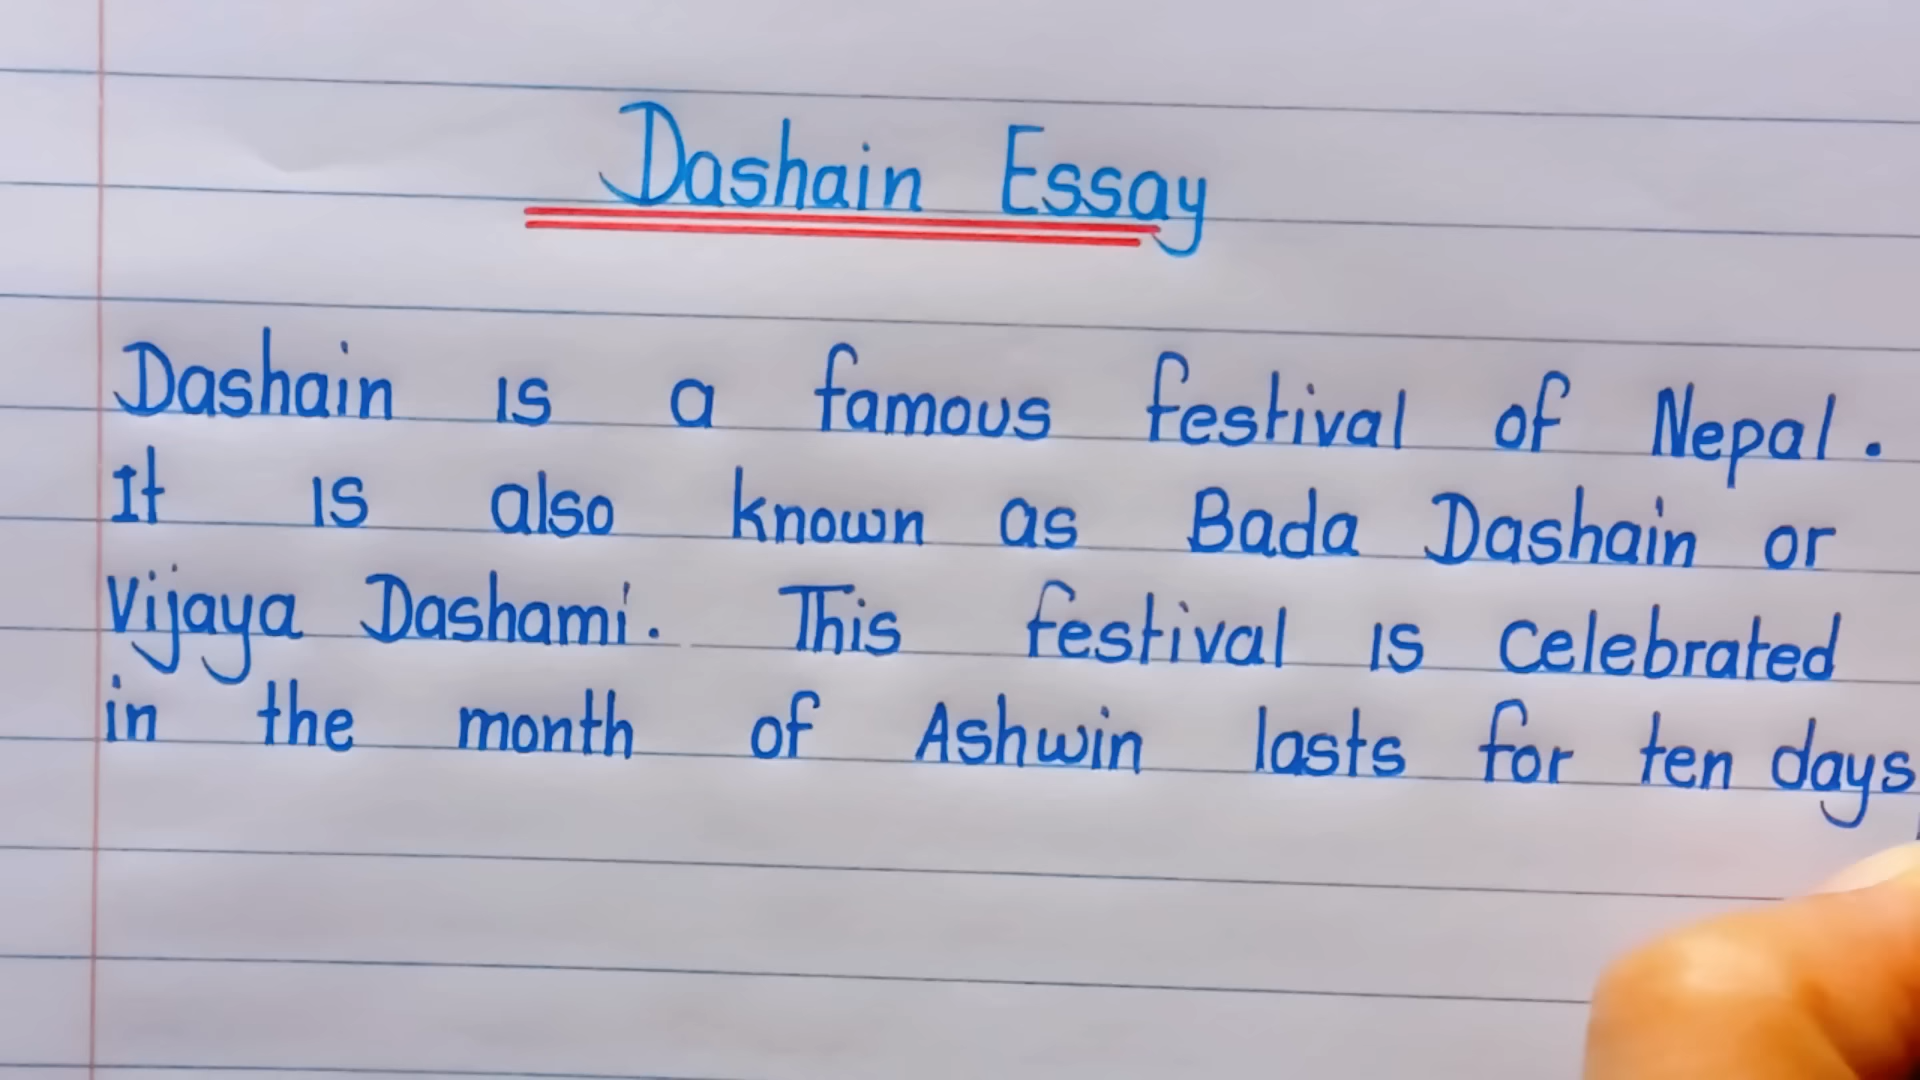 Dashain Essay
Dashain is a famous festival of Nepal.
It is also known as Bada Dashain or
Vijaya Dashami. This festival is celebrated
in the month of Ashwin lasts for ten days